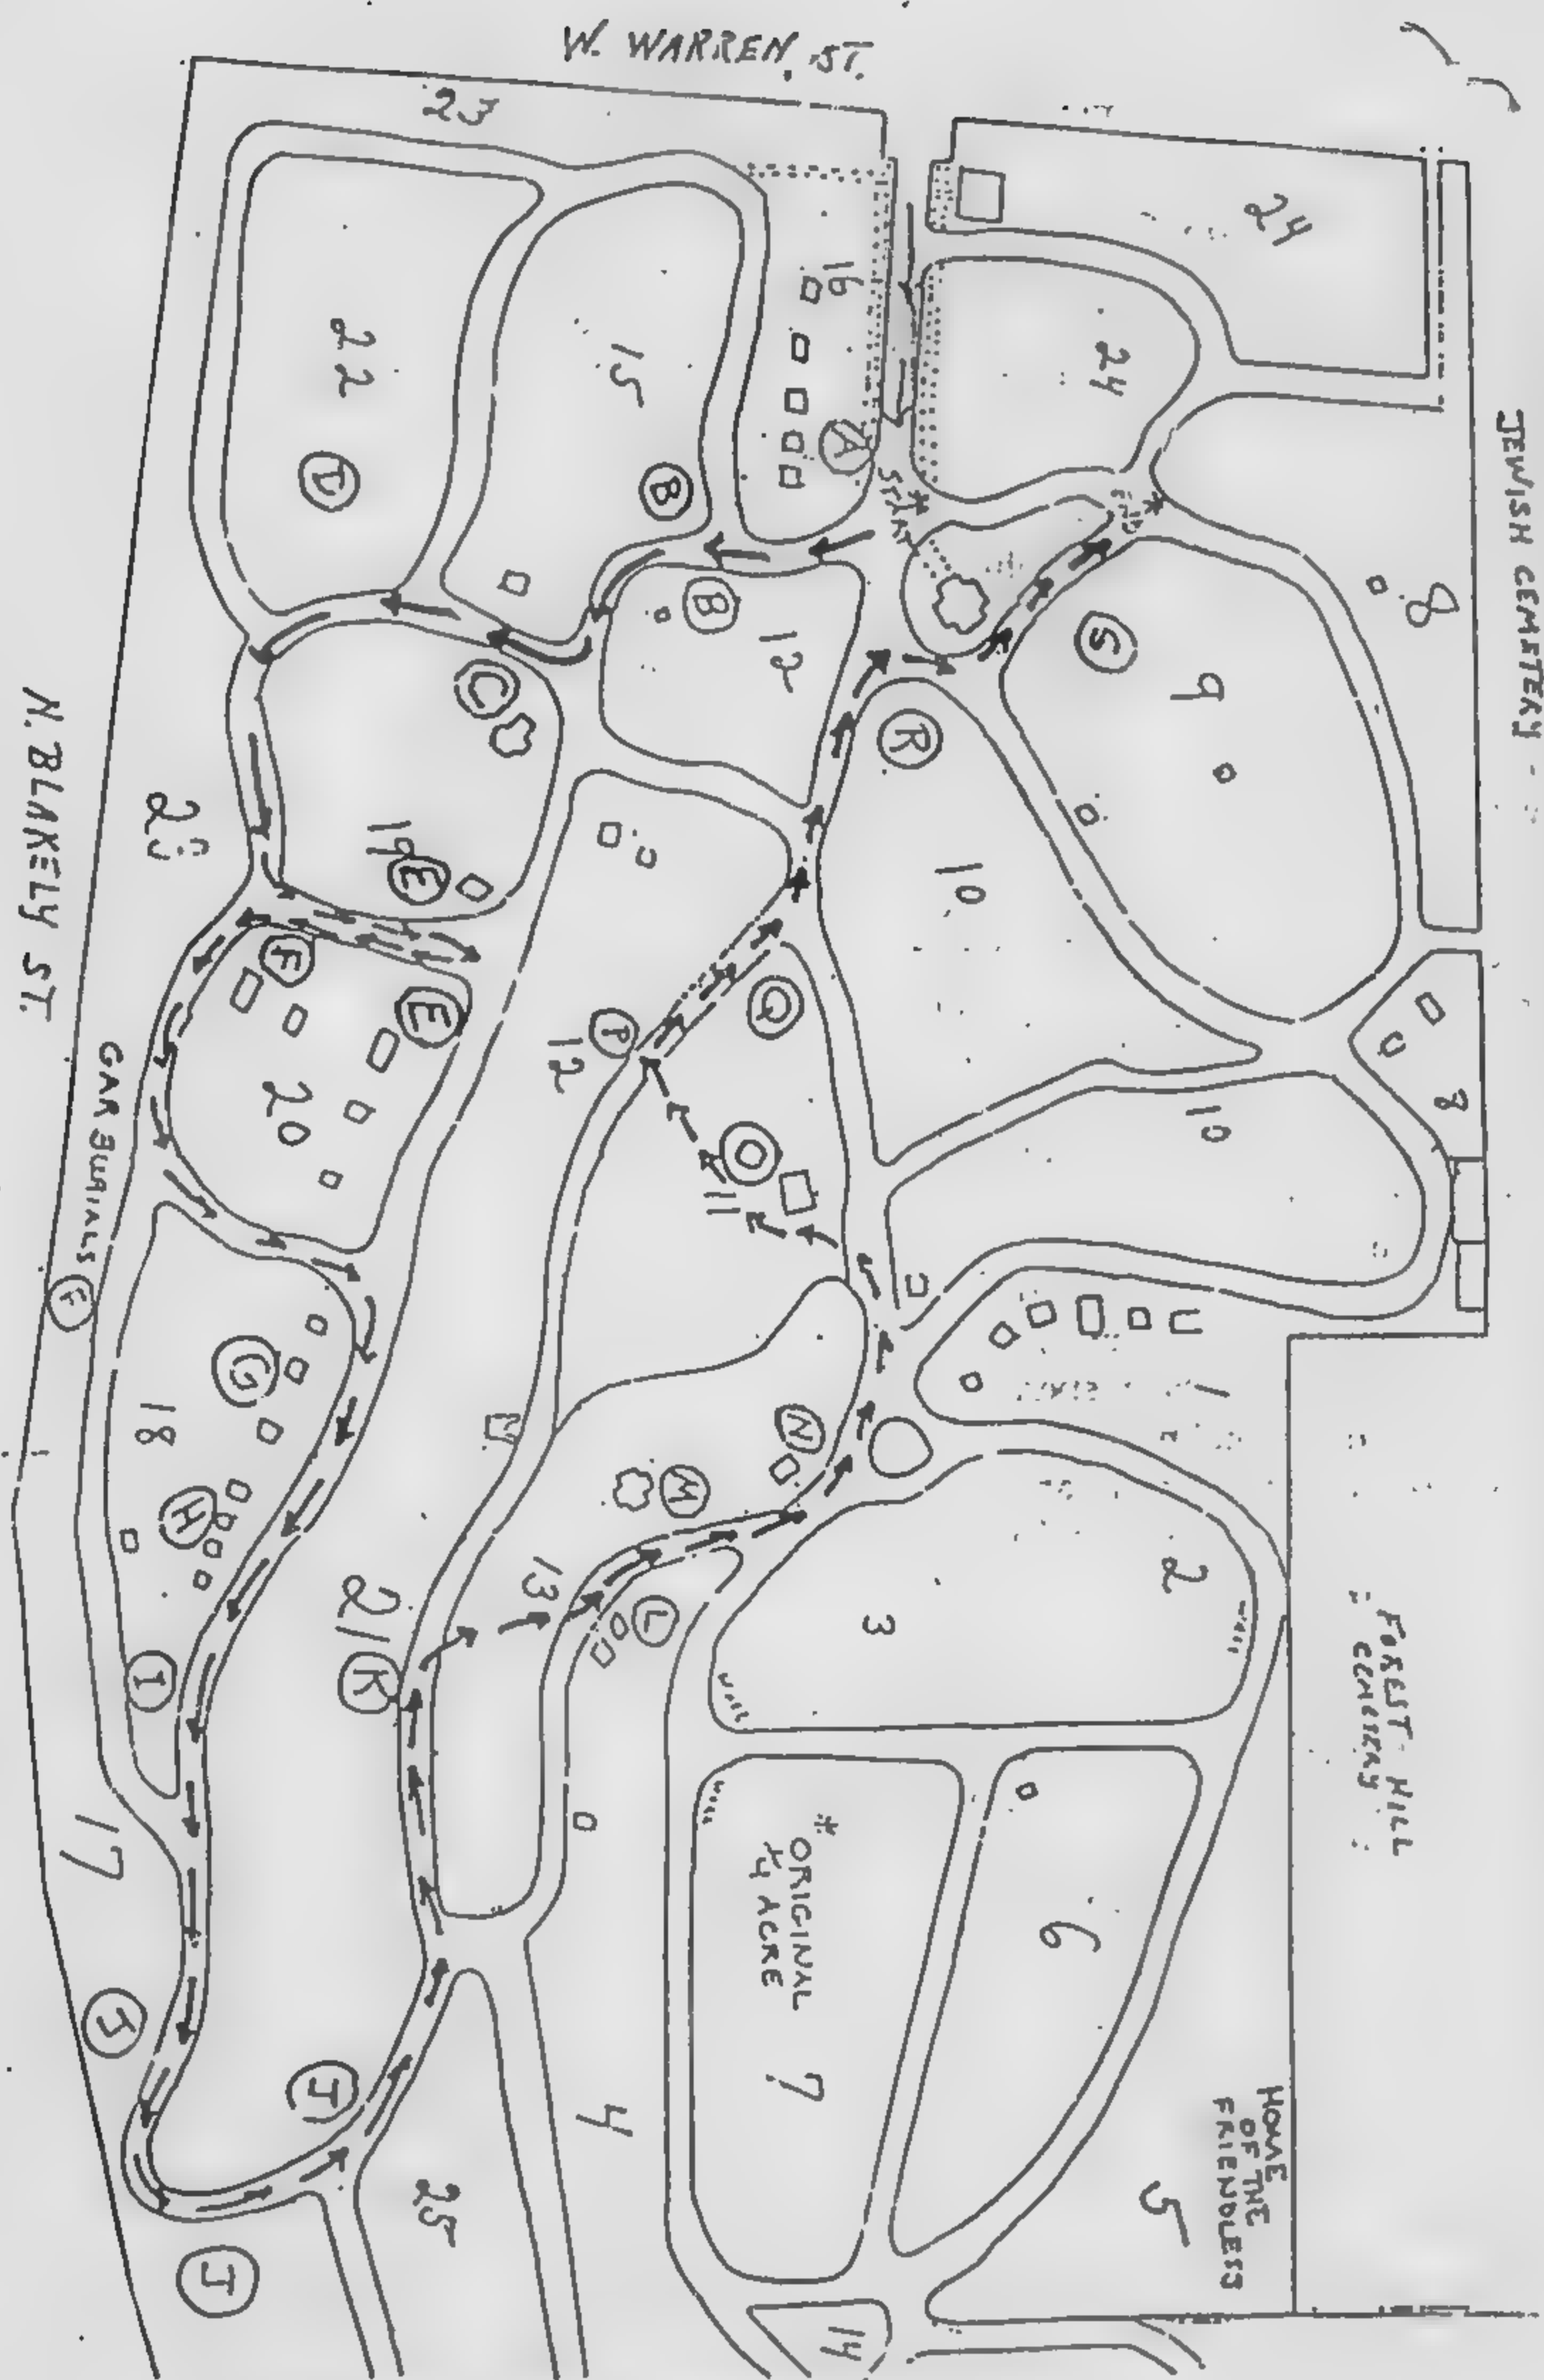 W. WARREN, ST.
23
24
16
22
15
24
A
START
*
END
*
B
B
D
8
JEWISH CEMETERY
12
C
S
9
R
N. BLAKELY ST.
19
E
10
F
E
Q
P
12
8
20
O
11
10
GAR BURIALS F
1
G
18
N
H
M
13
L
2
3
FOREST HILL
CEMETERY
21
K
I
17
* ORIGINAL
1/4 ACRE
7
6
J
J
4
HOME
OF THE
FRIENDLESS
5
25
J
14